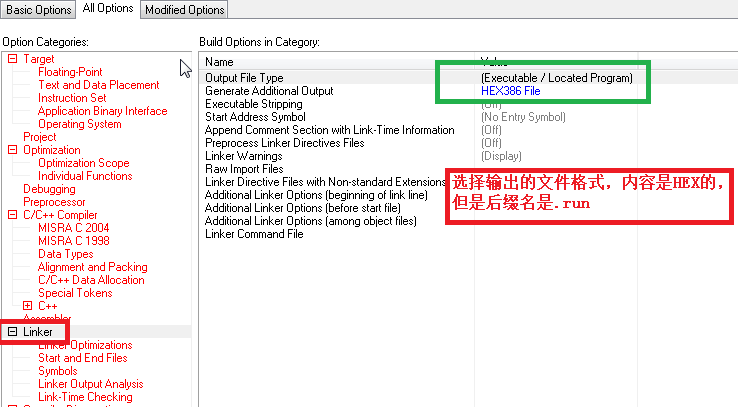 Basic Options All Options Modified Options
Option Categories: Build Options in Category:
Target
Floating-Point
Text and Data Placement
Instruction Set
Application Binary Interface
Operating System
Project
Optimization
Optimization Scope
Individual Functions
Debugging
Preprocessor
C/C++ Compiler
MISRA C 2004
MISRA C 1998
Data Types
Alignment and Packing
C/C++ Data Allocation
Special Tokens
C++
Assembler
Linker
Linker Optimizations
Start and End Files
Symbols
Linker Output Analysis
Link-Time Checking
Name Value
Output File Type (Executable / Located Program)
Generate Additional Output HEX386 File
Executable Stripping (Off)
Start Address Symbol (No Entry Symbol)
Append Comment Section with Link-Time Information (Off)
Preprocess Linker Directives Files (Off)
Linker Warnings (Display)
Raw Import Files
Linker Directive Files with Non-standard Extensions
Additional Linker Options (beginning of link line)
Additional Linker Options (before start file)
Additional Linker Options (among object files)
Linker Command File
选择输出的文件格式，内容是HEX的，
但是后缀名是.run